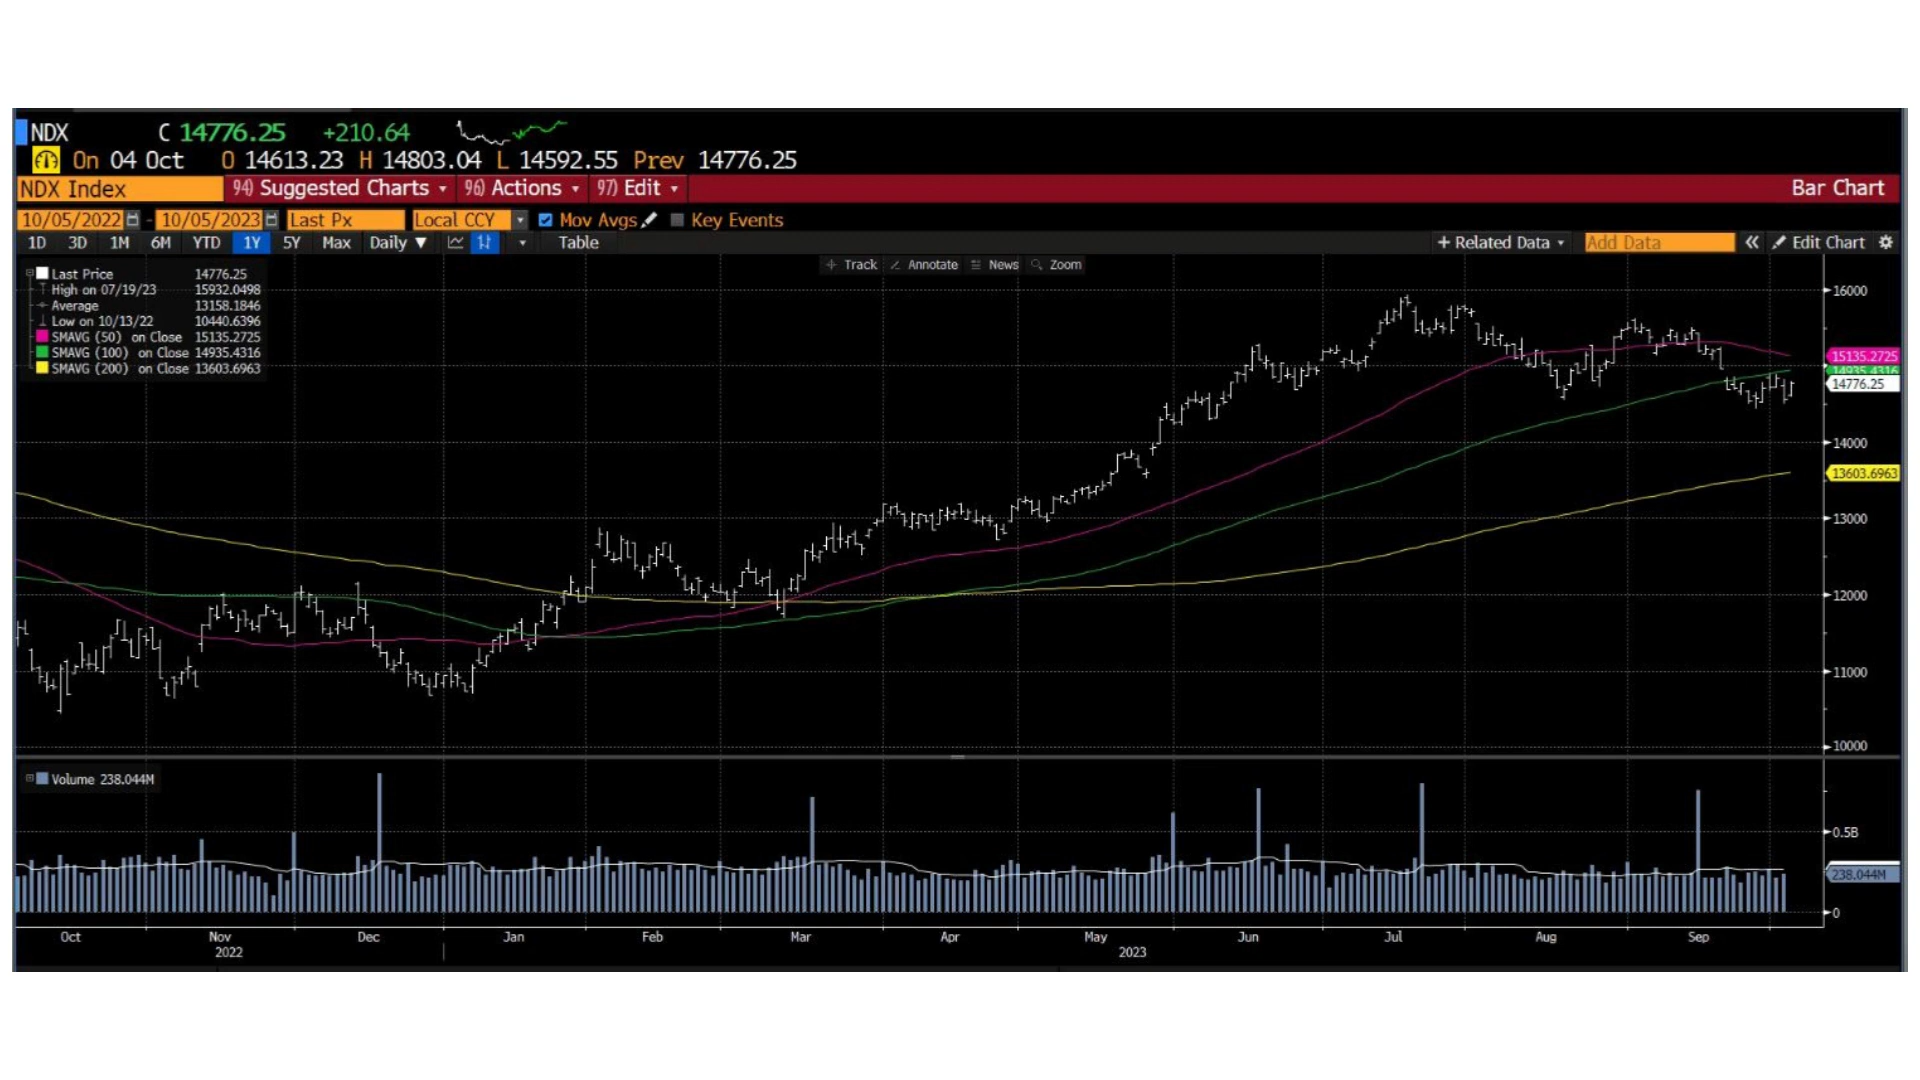 NDX C 14776.25 +210.64
On 04 Oct O 14613.23 H 14803.04 L 14592.55 Prev 14776.25
NDX Index 94) Suggested Charts 96) Actions 97) Edit Bar Chart
10/05/2022 - 10/05/2023 Last Px Local CCY Mov Avgs Key Events
1D 3D 1M 6M YTD 1Y 5Y Max Daily ▼ Table + Related Data Add Data « Edit Chart
Track Annotate News Zoom
Last Price 14776.25
High on 07/19/23 15932.0498
Average 13158.1846
Low on 10/13/22 10440.6396
SMAVG (50) on Close 15135.2725
SMAVG (100) on Close 14935.4316
SMAVG (200) on Close 13603.6963
16000
15135.2725
14935.4316
14776.25
14000
13603.6963
13000
12000
11000
10000
Volume 238.044M
0.5B
238.044M
0
Oct Nov Dec Jan Feb Mar Apr May Jun Jul Aug Sep
2022 2023